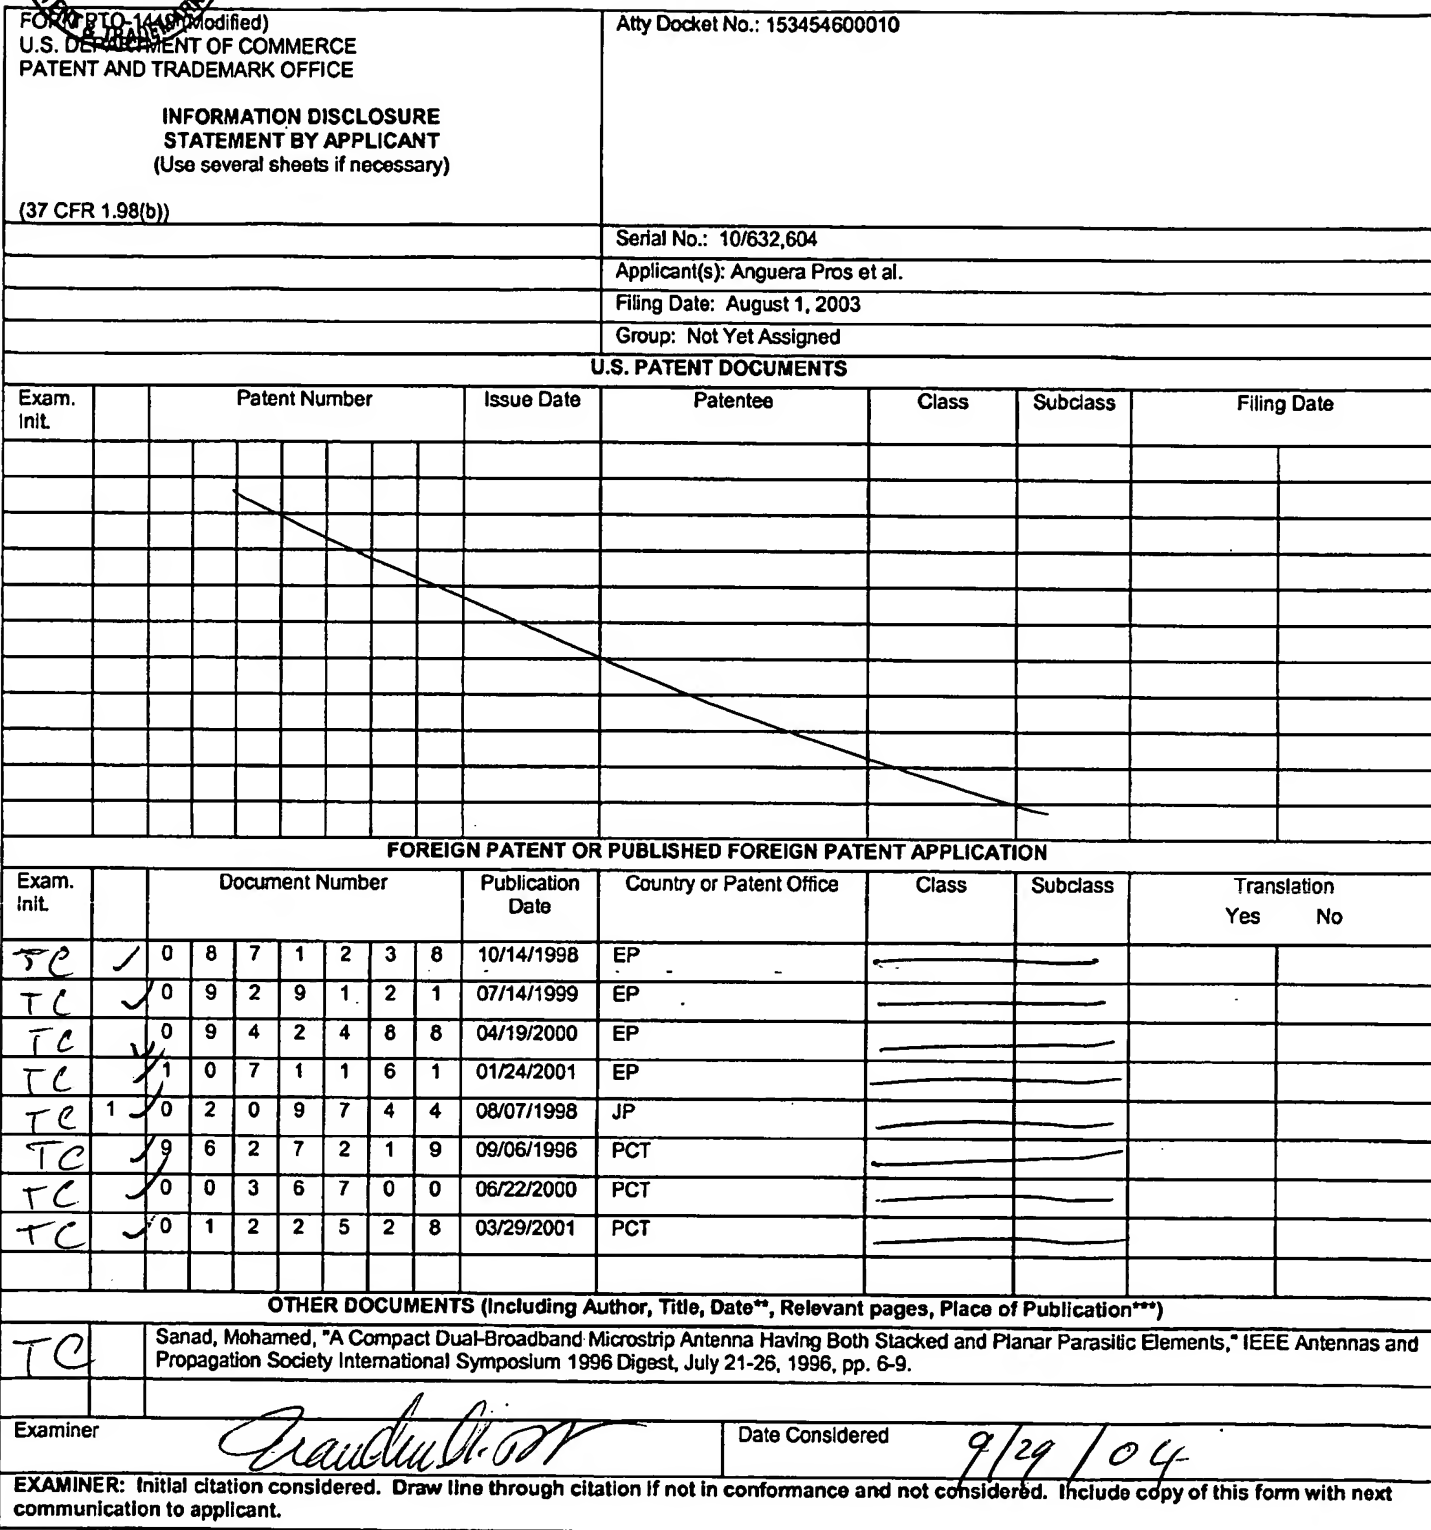 FORM PTO-1449 (Modified)
U.S. DEPARTMENT OF COMMERCE
PATENT AND TRADEMARK OFFICE
INFORMATION DISCLOSURE
STATEMENT BY APPLICANT
(Use several sheets if necessary)
(37 CFR 1.98(b))
Atty Docket No.: 153454600010
Serial No.: 10/632,604
Applicant(s): Anguera Pros et al.
Filing Date: August 1, 2003
Group: Not Yet Assigned
U.S. PATENT DOCUMENTS
Exam. Init. Patent Number Issue Date Patentee Class Subclass Filing Date
FOREIGN PATENT OR PUBLISHED FOREIGN PATENT APPLICATION
Exam. Init. Document Number Publication Date Country or Patent Office Class Subclass Translation Yes No
TC ✓ 0 8 7 1 2 3 8 10/14/1998 EP
TC ✓ 0 9 2 9 1 2 1 07/14/1999 EP
TC ✓ 0 9 4 2 4 8 8 04/19/2000 EP
TC ✓ 1 0 7 1 1 6 1 01/24/2001 EP
TC 1 ✓ 0 2 0 9 7 4 4 08/07/1998 JP
TC ✓ 9 6 2 7 2 1 9 09/06/1996 PCT
TC ✓ 0 0 3 6 7 0 0 06/22/2000 PCT
TC ✓ 0 1 2 2 5 2 8 03/29/2001 PCT
OTHER DOCUMENTS (Including Author, Title, Date**, Relevant pages, Place of Publication***)
TC Sanad, Mohamed, "A Compact Dual-Broadband Microstrip Antenna Having Both Stacked and Planar Parasitic Elements," IEEE Antennas and
Propagation Society International Symposium 1996 Digest, July 21-26, 1996, pp. 6-9.
Examiner
Date Considered 9/29/04
EXAMINER: Initial citation considered. Draw line through citation if not in conformance and not considered. Include copy of this form with next
communication to applicant.